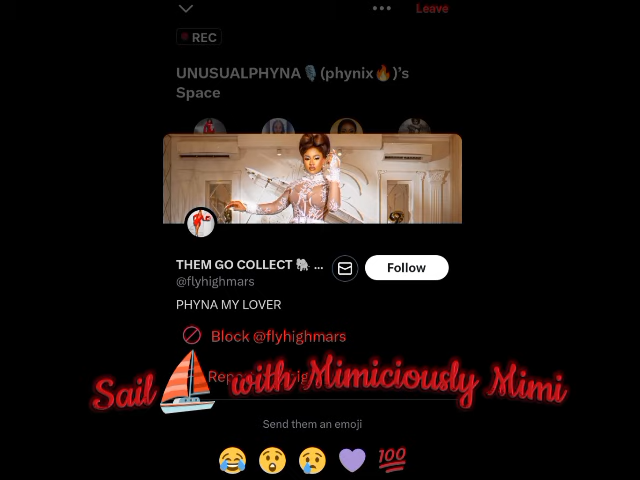 Leave
REC
UNUSUALPHYNA🎙️(phynix🔥)'s
Space
THEM GO COLLECT 🐘 ...
Follow
@flyhighmars
PHYNA MY LOVER
Block @flyhighmars
Sail with Mimiciously Mimi
Send them an emoji
100